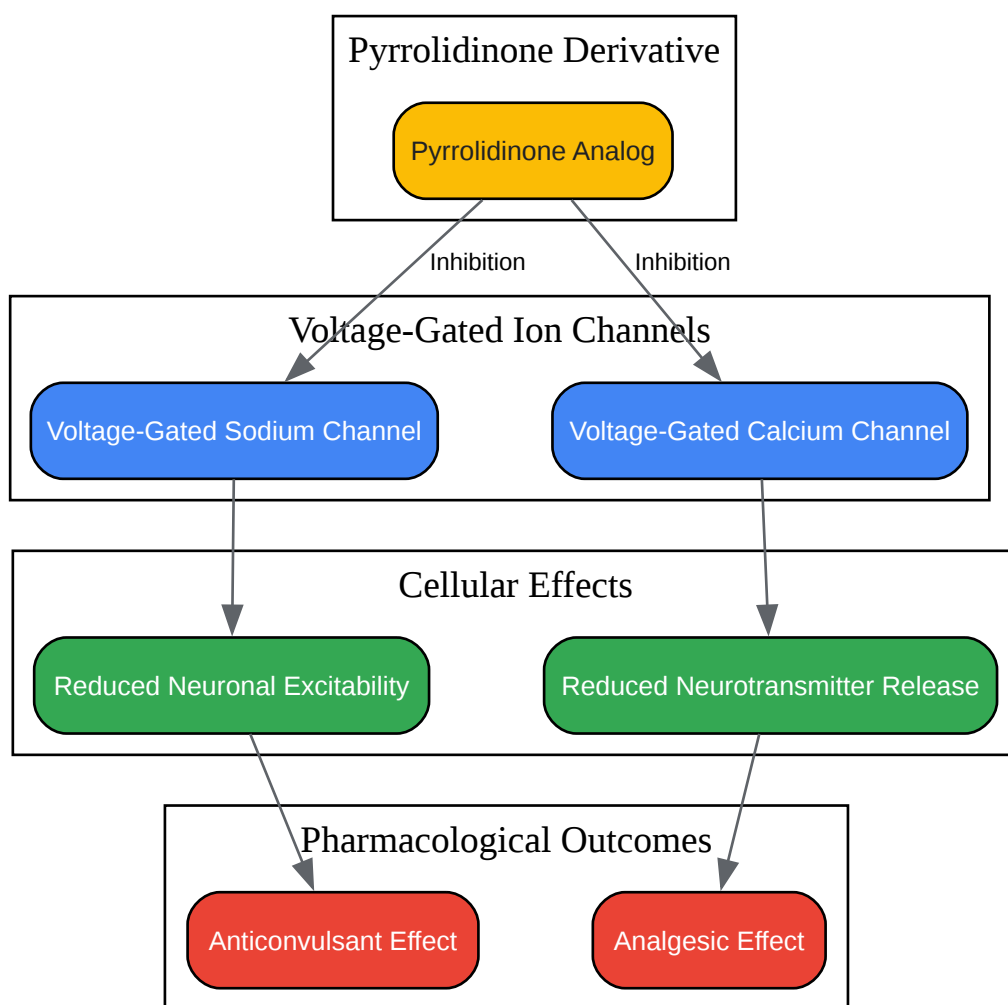 Pyrrolidinone Derivative
Pyrrolidinone Analog
Inhibition
Inhibition
Voltage-Gated Ion Channels
Voltage-Gated Sodium Channel
Voltage-Gated Calcium Channel
Cellular Effects
Reduced Neuronal Excitability
Reduced Neurotransmitter Release
Pharmacological Outcomes
Anticonvulsant Effect
Analgesic Effect